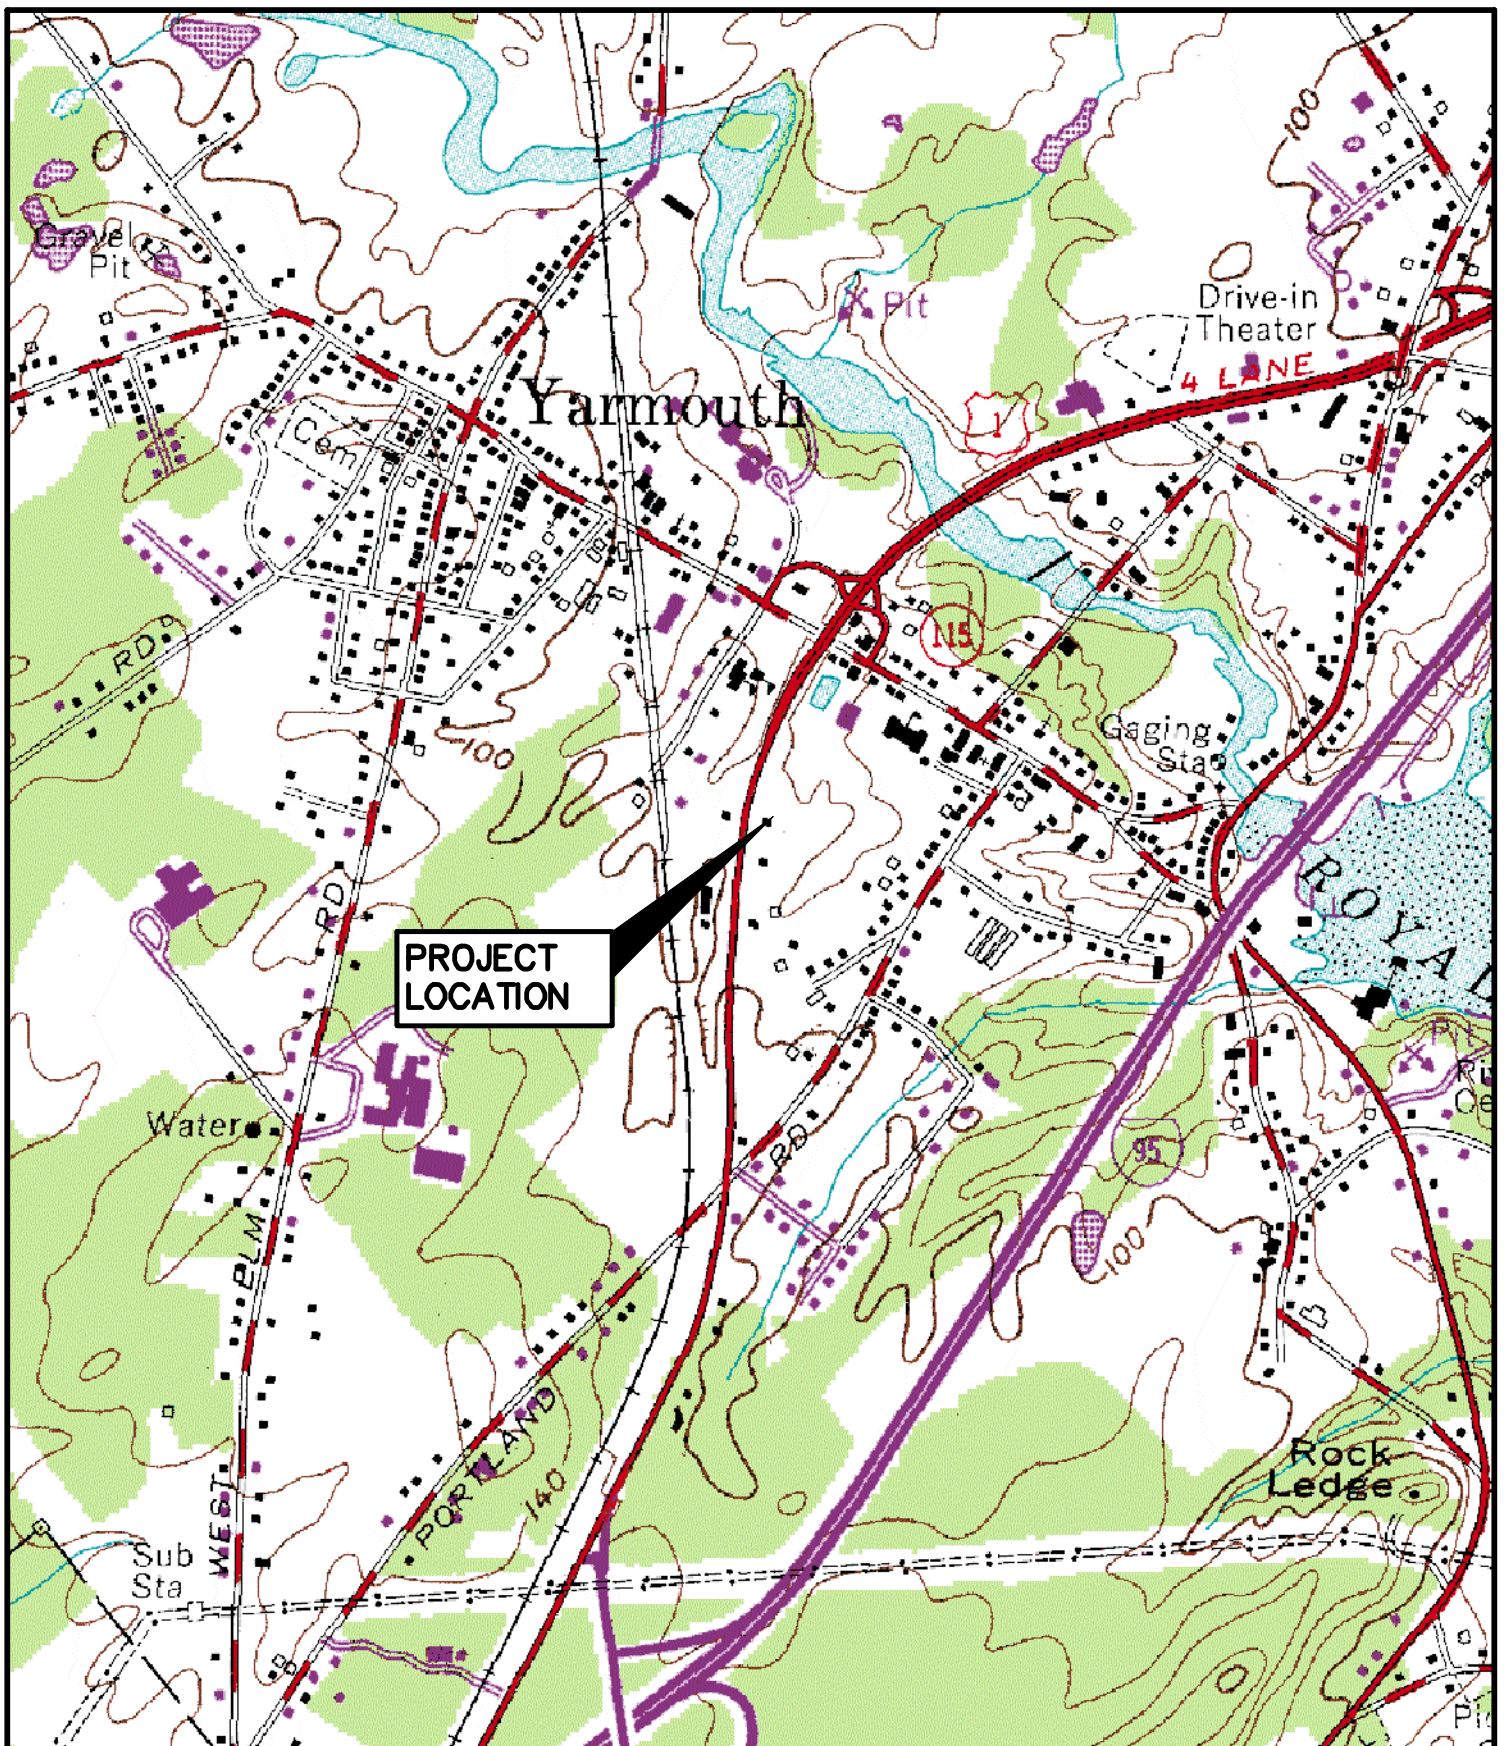 100
Gravel
Pit
Pit
Drive-in
Theater
4 LANE
1
Yarmouth
Cem
115
RD
100
Gaging
Sta
ROYAL
RD
PROJECT
LOCATION
Pit
Water
RD
95
100
ELM
Rock
Ledge
PORTLAND
140
WEST
Sub
Sta